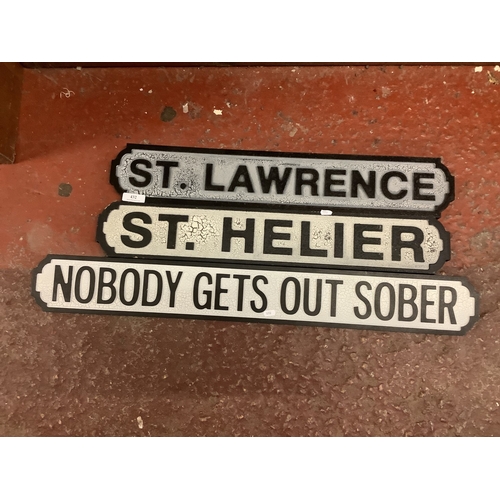 ST. LAWRENCE
ST. HELIER
NOBODY GETS OUT SOBER